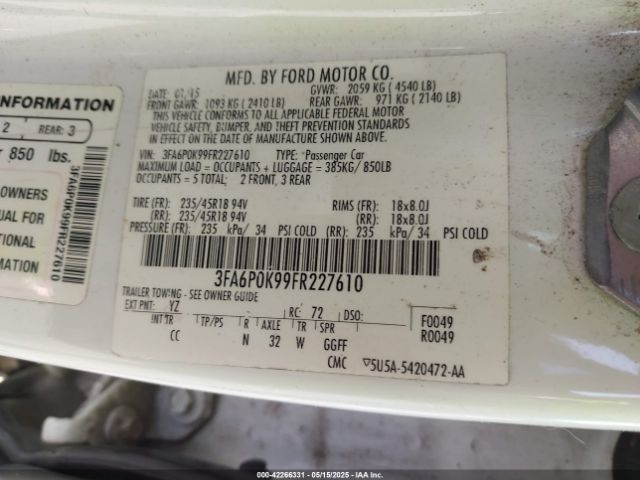 NFORMATION
2 REAR: 3
r 850 lbs.
OWNERS
UAL FOR
TIONAL
RMATION
3FA6P0K99FR227610
MFD. BY FORD MOTOR CO.
DATE: 01/15 GVWR: 2059 KG ( 4540 LB)
FRONT GAWR: 1093 KG ( 2410 LB) REAR GAWR: 971 KG ( 2140 LB)
THIS VEHICLE CONFORMS TO ALL APPLICABLE FEDERAL MOTOR
VEHICLE SAFETY, BUMPER, AND THEFT PREVENTION STANDARDS
IN EFFECT ON THE DATE OF MANUFACTURE SHOWN ABOVE.
VIN: 3FA6P0K99FR227610 TYPE: Passenger Car
MAXIMUM LOAD = OCCUPANTS + LUGGAGE = 385KG/ 850LB
OCCUPANTS = 5 TOTAL; 2 FRONT, 3 REAR
TIRE (FR): 235/45R18 94V RIMS (FR): 18x8.0J
(RR): 235/45R18 94V (RR): 18x8.0J
PRESSURE (FR): 235 kPa/ 34 PSI COLD (RR): 235 kPa/ 34 PSI COLD
3FA6P0K99FR227610
TRAILER TOWING - SEE OWNER GUIDE
EXT PNT: YZ RC: 72 DSO: F0049
INT TR TP/PS R AXLE TR SPR R0049
CC N 32 W GGFF
CMC 5U5A-5420472-AA
000-42266331 - 05/15/2025 - IAA Inc.